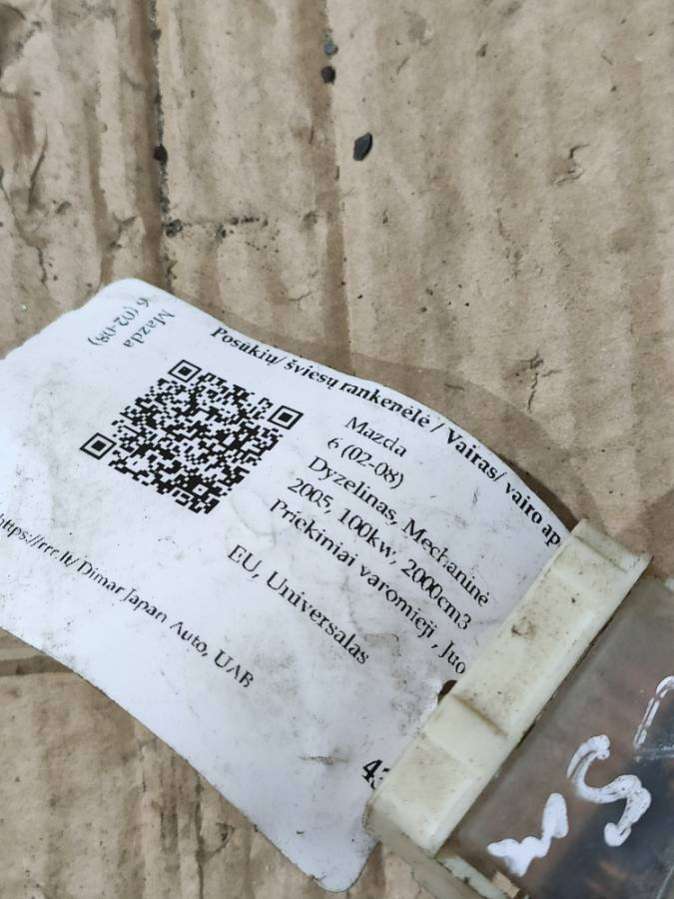 Mazda
6 (02-08)
Posūkių/ šviesų rankenėlė / Vairas/ vairo ap
Mazda
6 (02-08)
Dyzelinas, Mechaninė
2005, 100kw, 2000cm3
Priekiniai varomieji , Juo
EU, Universalas
https://rrr.lt/ Dimar Japan Auto, UAB
43